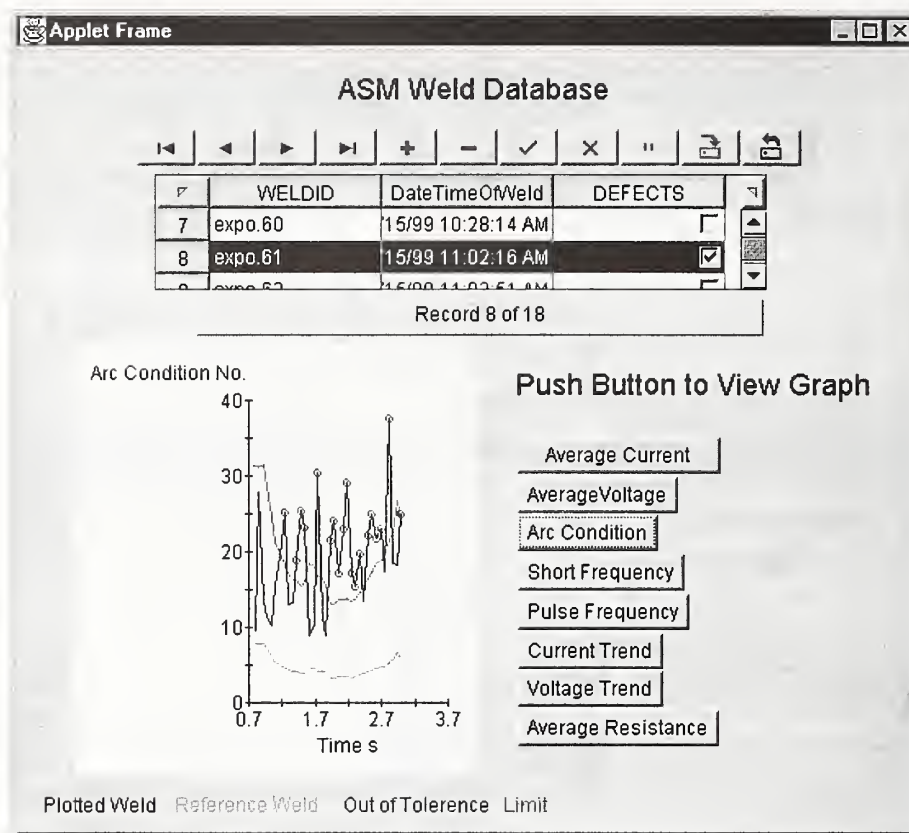 Applet Frame
ASM Weld Database
WELDID DateTimeOfWeld DEFECTS
7 expo.60 '15/99 10:28:14 AM
8 expo.61 '15/99 11:02:16 AM
Record 8 of 18
Arc Condition No.
40
30
20
10
0
0.7 1.7 2.7 3.7
Time s
Push Button to View Graph
Average Current
AverageVoltage
Arc Condition
Short Frequency
Pulse Frequency
Current Trend
Voltage Trend
Average Resistance
Plotted Weld Reference Weld Out of Tolerence Limit